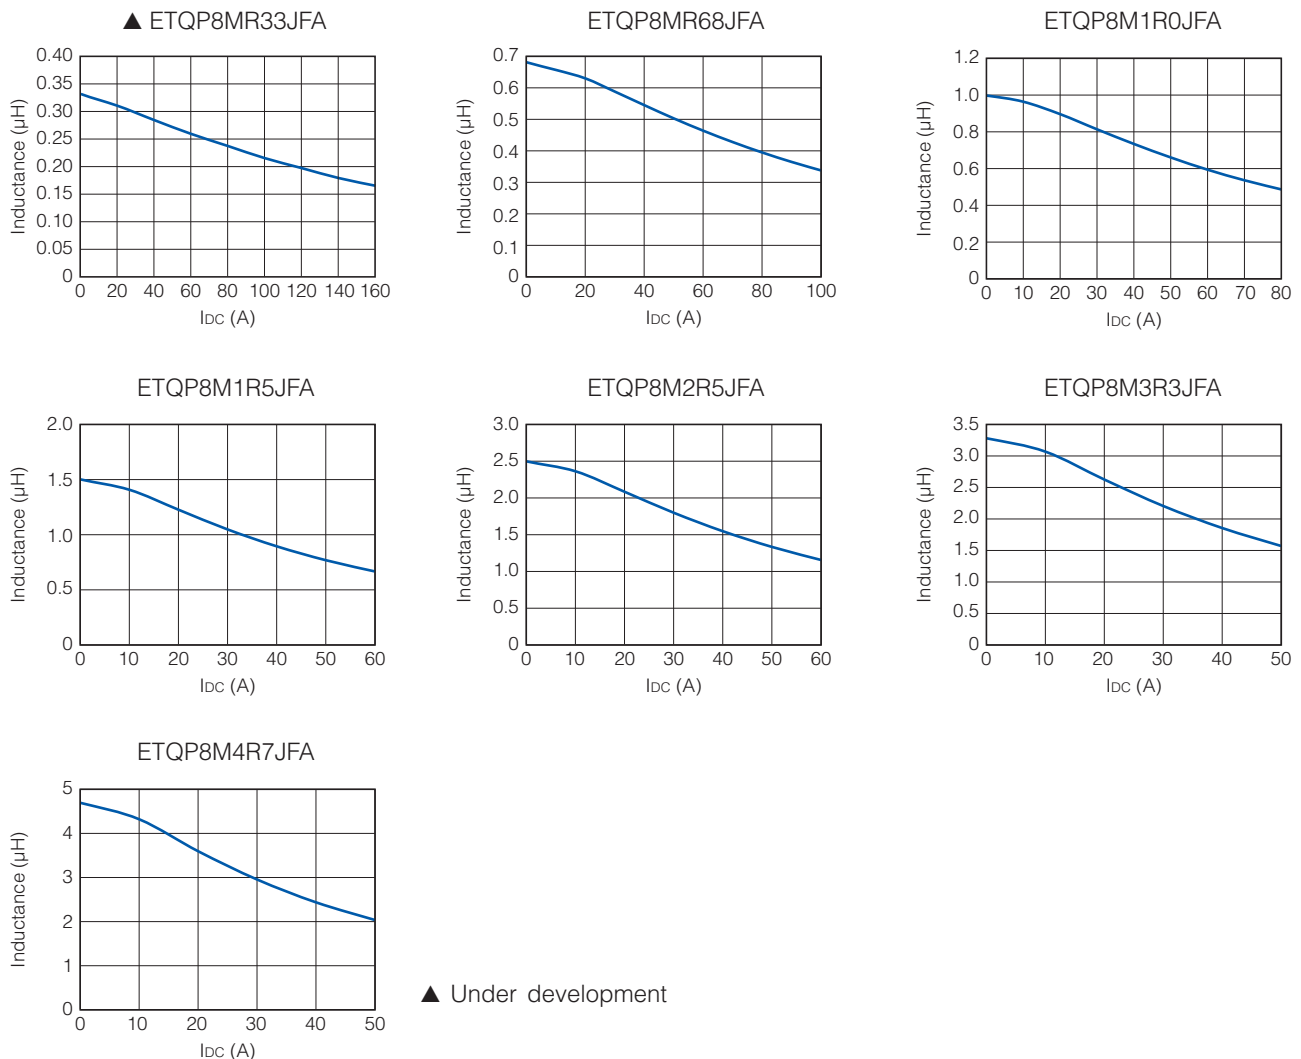 ▲ ETQP8MR33JFA
Inductance (µH)
0.40
0.35
0.30
0.25
0.20
0.15
0.10
0.05
0
0 20 40 60 80 100 120 140 160
IDC (A)
ETQP8MR68JFA
Inductance (µH)
0.7
0.6
0.5
0.4
0.3
0.2
0.1
0
0 20 40 60 80 100
IDC (A)
ETQP8M1R0JFA
Inductance (µH)
1.2
1.0
0.8
0.6
0.4
0.2
0
0 10 20 30 40 50 60 70 80
IDC (A)
ETQP8M1R5JFA
Inductance (µH)
2.0
1.5
1.0
0.5
0
0 10 20 30 40 50 60
IDC (A)
ETQP8M2R5JFA
Inductance (µH)
3.0
2.5
2.0
1.5
1.0
0.5
0
0 10 20 30 40 50 60
IDC (A)
ETQP8M3R3JFA
Inductance (µH)
3.5
3.0
2.5
2.0
1.5
1.0
0.5
0
0 10 20 30 40 50
IDC (A)
ETQP8M4R7JFA
Inductance (µH)
5
4
3
2
1
0
0 10 20 30 40 50
IDC (A)
▲ Under development